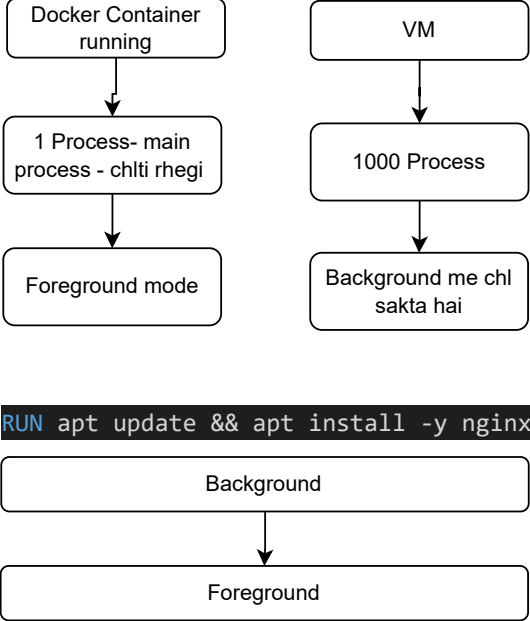 Docker Container
running
1 Process- main
process - chlti rhegi
Foreground mode
VM
1000 Process
Background me chl
sakta hai
RUN apt update && apt install -y nginx
Background
Foreground